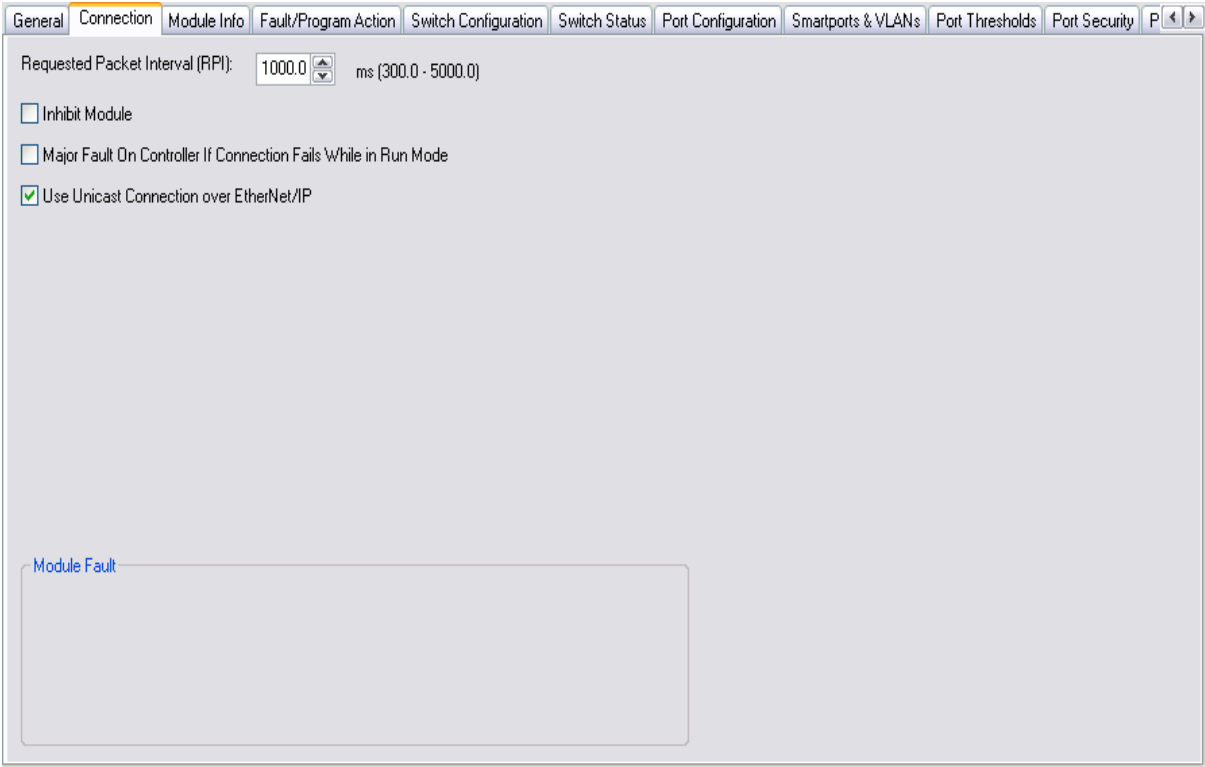 General Connection Module Info Fault/Program Action Switch Configuration Switch Status Port Configuration Smartports & VLANs Port Thresholds Port Security P
Requested Packet Interval (RPI): 1000.0 ms (300.0 - 5000.0)
Inhibit Module
Major Fault On Controller If Connection Fails While in Run Mode
Use Unicast Connection over EtherNet/IP
Module Fault